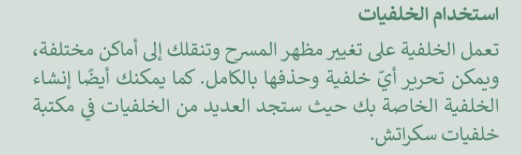 استخدام الخلفيات
تعمل الخلفية على تغيير مظهر المسرح وتنقلك إلى أماكن مختلفة،
ويمكن تحرير أيّ خلفية وحذفها بالكامل. كما يمكنك أيضًا إنشاء
الخلفية الخاصة بك حيث ستجد العديد من الخلفيات في مكتبة
خلفيات سكراتش.